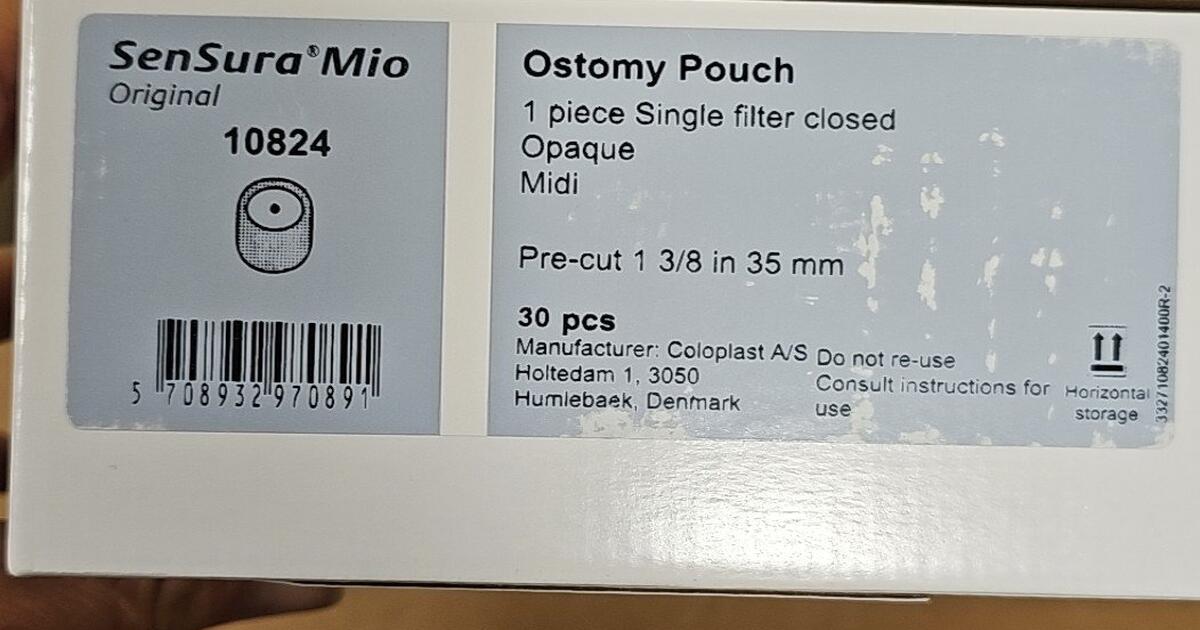 SenSura®Mio
Original
10824
5 708932 970891
Ostomy Pouch
1 piece Single filter closed
Opaque
Midi
Pre-cut 1 3/8 in 35 mm
30 pcs
Manufacturer: Coloplast A/S
Holtedam 1, 3050
Humlebaek, Denmark
Do not re-use
Consult instructions for
use
Horizontal
storage
33271082401400R-2